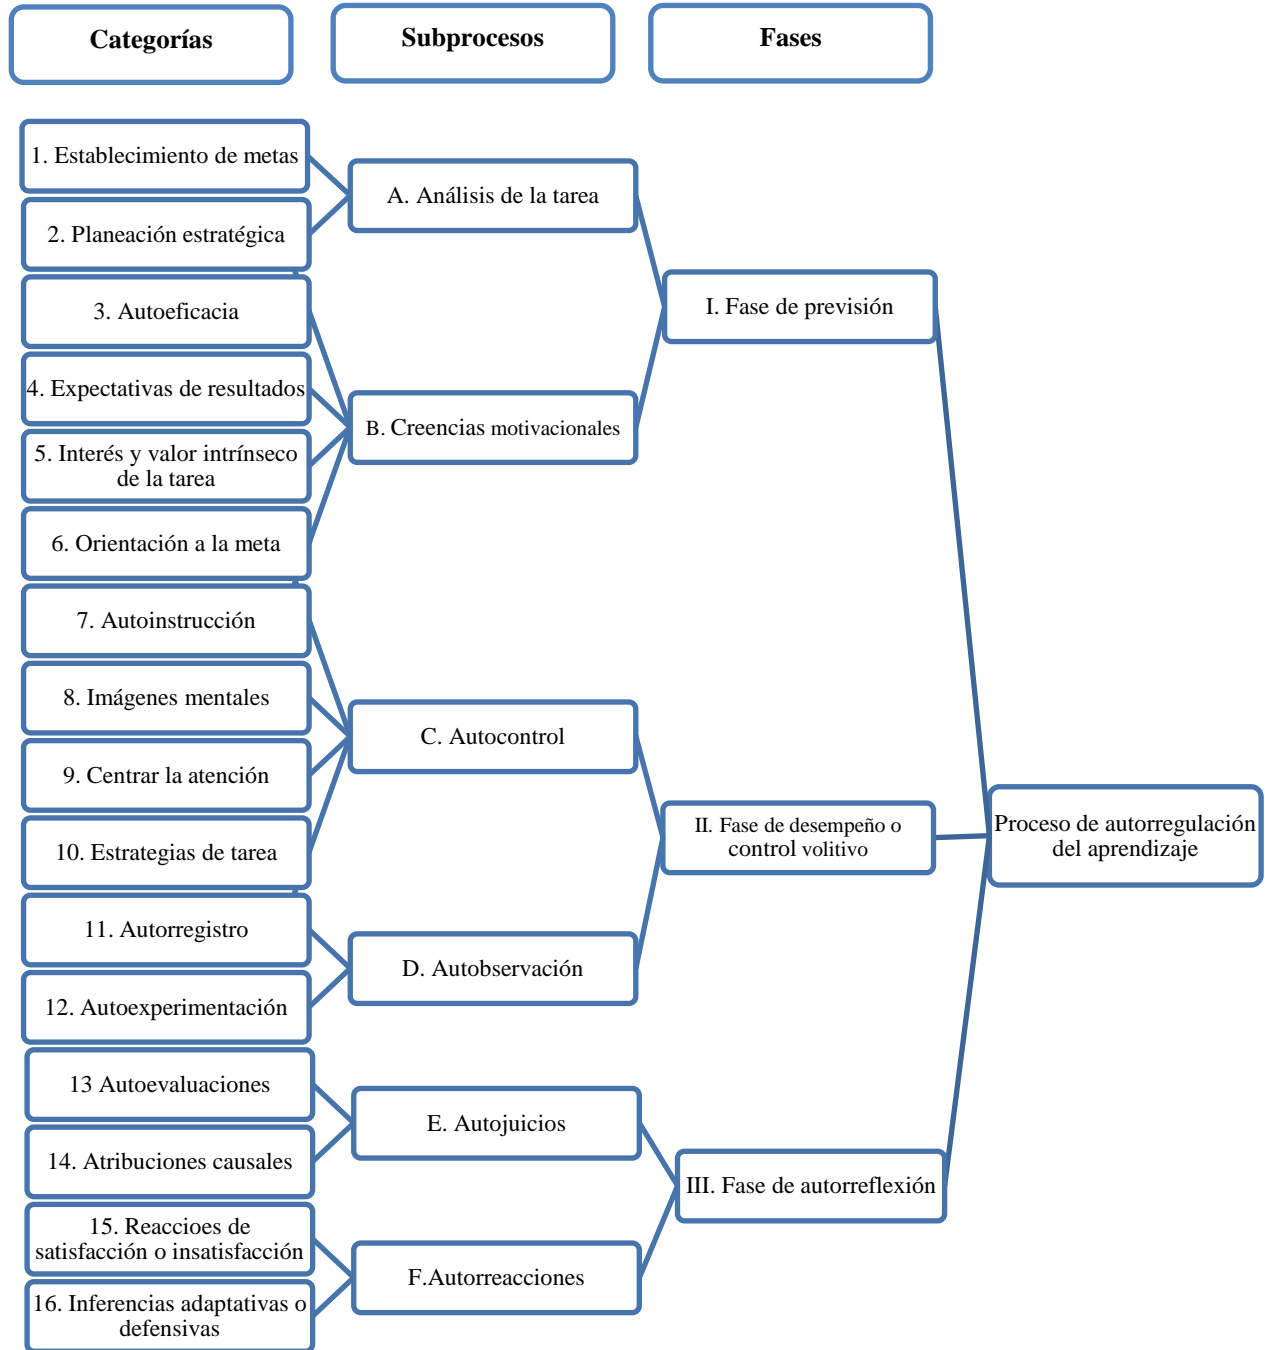 Categorías
Subprocesos
Fases
1. Establecimiento de metas
2. Planeación estratégica
3. Autoeficacia
4. Expectativas de resultados
5. Interés y valor intrínseco
de la tarea
6. Orientación a la meta
7. Autoinstrucción
8. Imágenes mentales
9. Centrar la atención
10. Estrategias de tarea
11. Autorregistro
12. Autoexperimentación
13 Autoevaluaciones
14. Atribuciones causales
15. Reaccioes de
satisfacción o insatisfacción
16. Inferencias adaptativas o
defensivas
A. Análisis de la tarea
B. Creencias motivacionales
C. Autocontrol
D. Autobservación
E. Autojuicios
F.Autorreacciones
I. Fase de previsión
II. Fase de desempeño o
control volitivo
III. Fase de autorreflexión
Proceso de autorregulación
del aprendizaje